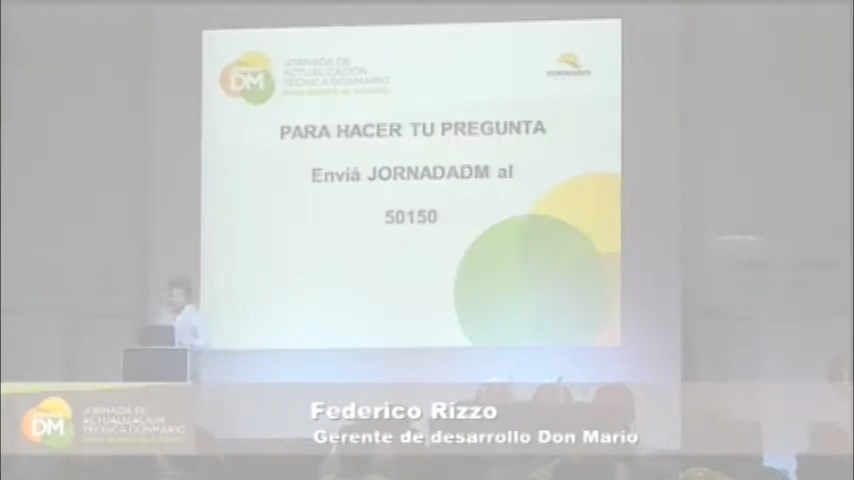 DM
JORNADA DE
ACTUALIZACIÓN
TÉCNICA DONMARIO
DONMARIO
PARA HACER TU PREGUNTA
Enviá JORNADADM al
50150
DM
JORNADA DE
ACTUALIZACIÓN
TÉCNICA DONMARIO
Federico Rizzo
Gerente de desarrollo Don Mario